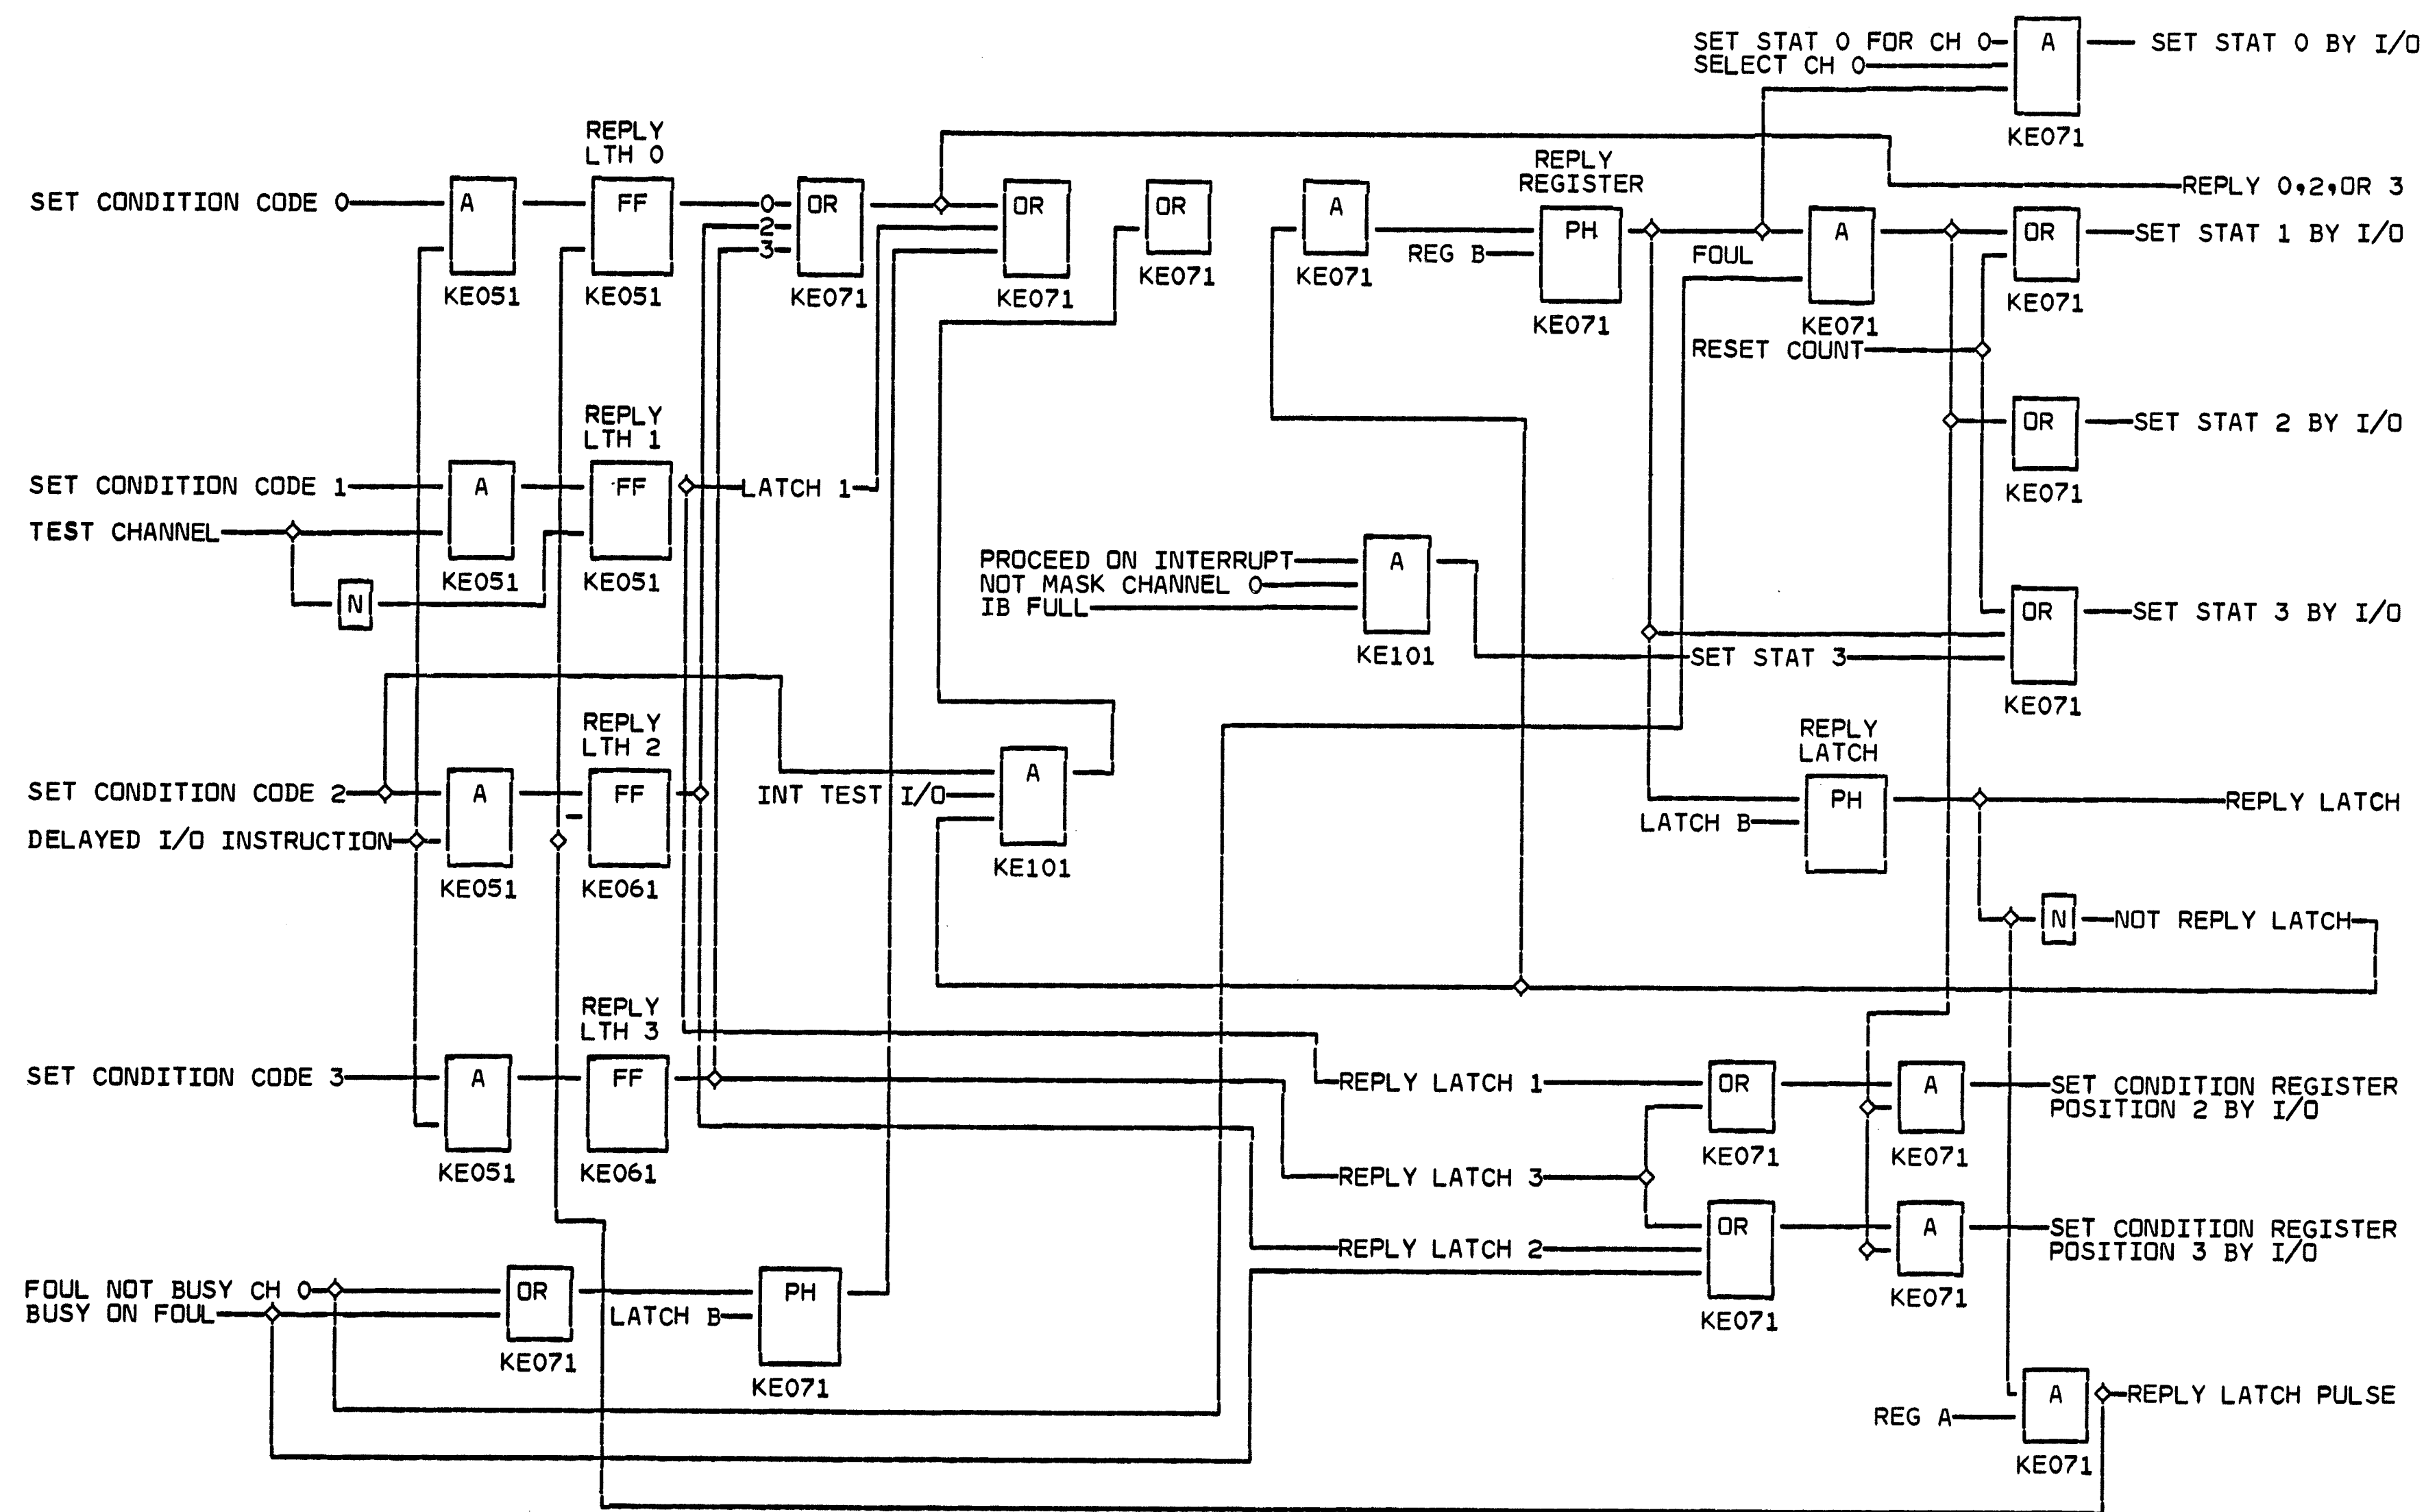 SET STAT 0 FOR CH 0
A
SET STAT 0 BY I/O
SELECT CH 0
KE071
REPLY
LTH 0
REPLY
REGISTER
REPLY 0,2,OR 3
SET CONDITION CODE 0
A
FF
0
2
3
OR
OR
OR
A
REG B
PH
FOUL
A
OR
SET STAT 1 BY I/O
KE051
KE051
KE071
KE071
KE071
KE071
KE071
KE071
KE071
RESET COUNT
REPLY
LTH 1
OR
SET STAT 2 BY I/O
KE071
SET CONDITION CODE 1
A
FF
LATCH 1
TEST CHANNEL
KE051
KE051
N
PROCEED ON INTERRUPT
NOT MASK CHANNEL 0
IB FULL
A
KE101
OR
SET STAT 3 BY I/O
SET STAT 3
KE071
REPLY
LTH 2
REPLY
LATCH
SET CONDITION CODE 2
A
FF
INT TEST I/O
A
PH
REPLY LATCH
LATCH B
DELAYED I/O INSTRUCTION
KE051
KE061
KE101
N
NOT REPLY LATCH
REPLY
LTH 3
SET CONDITION CODE 3
A
FF
REPLY LATCH 1
OR
A
SET CONDITION REGISTER
POSITION 2 BY I/O
KE051
KE061
KE071
KE071
REPLY LATCH 3
REPLY LATCH 2
OR
A
SET CONDITION REGISTER
POSITION 3 BY I/O
KE071
KE071
FOUL NOT BUSY CH 0
BUSY ON FOUL
OR
LATCH B
PH
KE071
KE071
A
REPLY LATCH PULSE
REG A
KE071